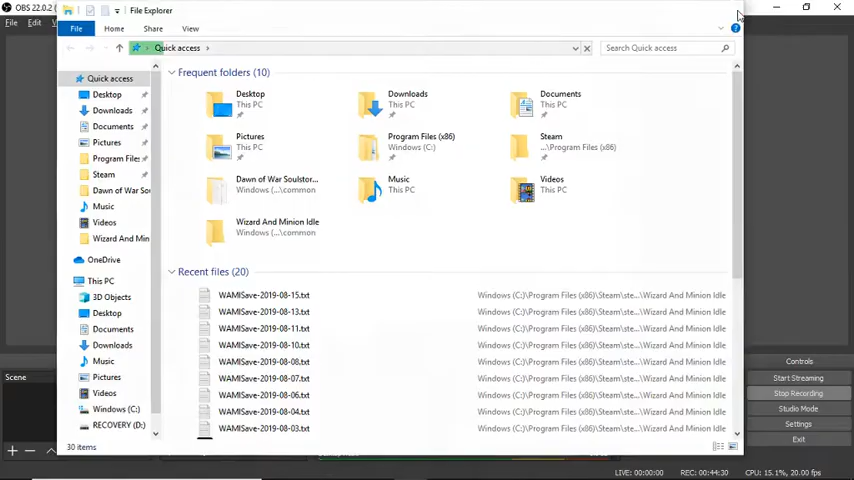 OBS 22.0.2
File Explorer
File
Edit
File
Home
Share
View
Quick access
Search Quick access
Quick access
Desktop
Downloads
Documents
Pictures
Program Files
Steam
Dawn of War Sou
Music
Videos
Wizard And Min
OneDrive
This PC
3D Objects
Desktop
Downloads
Documents
Music
Pictures
Videos
Windows (C:)
RECOVERY (D:)
Frequent folders (10)
Desktop
This PC
Downloads
This PC
Documents
This PC
Pictures
This PC
Program Files (x86)
Windows (C:)
Steam
...\Program Files (x86)
Dawn of War Soulstor...
Windows (...\common
Music
This PC
Videos
This PC
Wizard And Minion Idle
Windows (...\common
Recent files (20)
WAMISave-2019-08-15.txt Windows (C:)\Program Files (x86)\Steam\ste...\Wizard And Minion Idle
WAMISave-2019-08-13.txt Windows (C:)\Program Files (x86)\Steam\ste...\Wizard And Minion Idle
WAMISave-2019-08-11.txt Windows (C:)\Program Files (x86)\Steam\ste...\Wizard And Minion Idle
WAMISave-2019-08-10.txt Windows (C:)\Program Files (x86)\Steam\ste...\Wizard And Minion Idle
WAMISave-2019-08-08.txt Windows (C:)\Program Files (x86)\Steam\ste...\Wizard And Minion Idle
WAMISave-2019-08-07.txt Windows (C:)\Program Files (x86)\Steam\ste...\Wizard And Minion Idle
WAMISave-2019-08-06.txt Windows (C:)\Program Files (x86)\Steam\ste...\Wizard And Minion Idle
WAMISave-2019-08-04.txt Windows (C:)\Program Files (x86)\Steam\ste...\Wizard And Minion Idle
WAMISave-2019-08-03.txt Windows (C:)\Program Files (x86)\Steam\ste...\Wizard And Minion Idle
30 items
Scene
Controls
Start Streaming
Stop Recording
Studio Mode
Settings
Exit
LIVE: 00:00:00
REC: 00:44:30
CPU: 15.1%, 20.00 fps